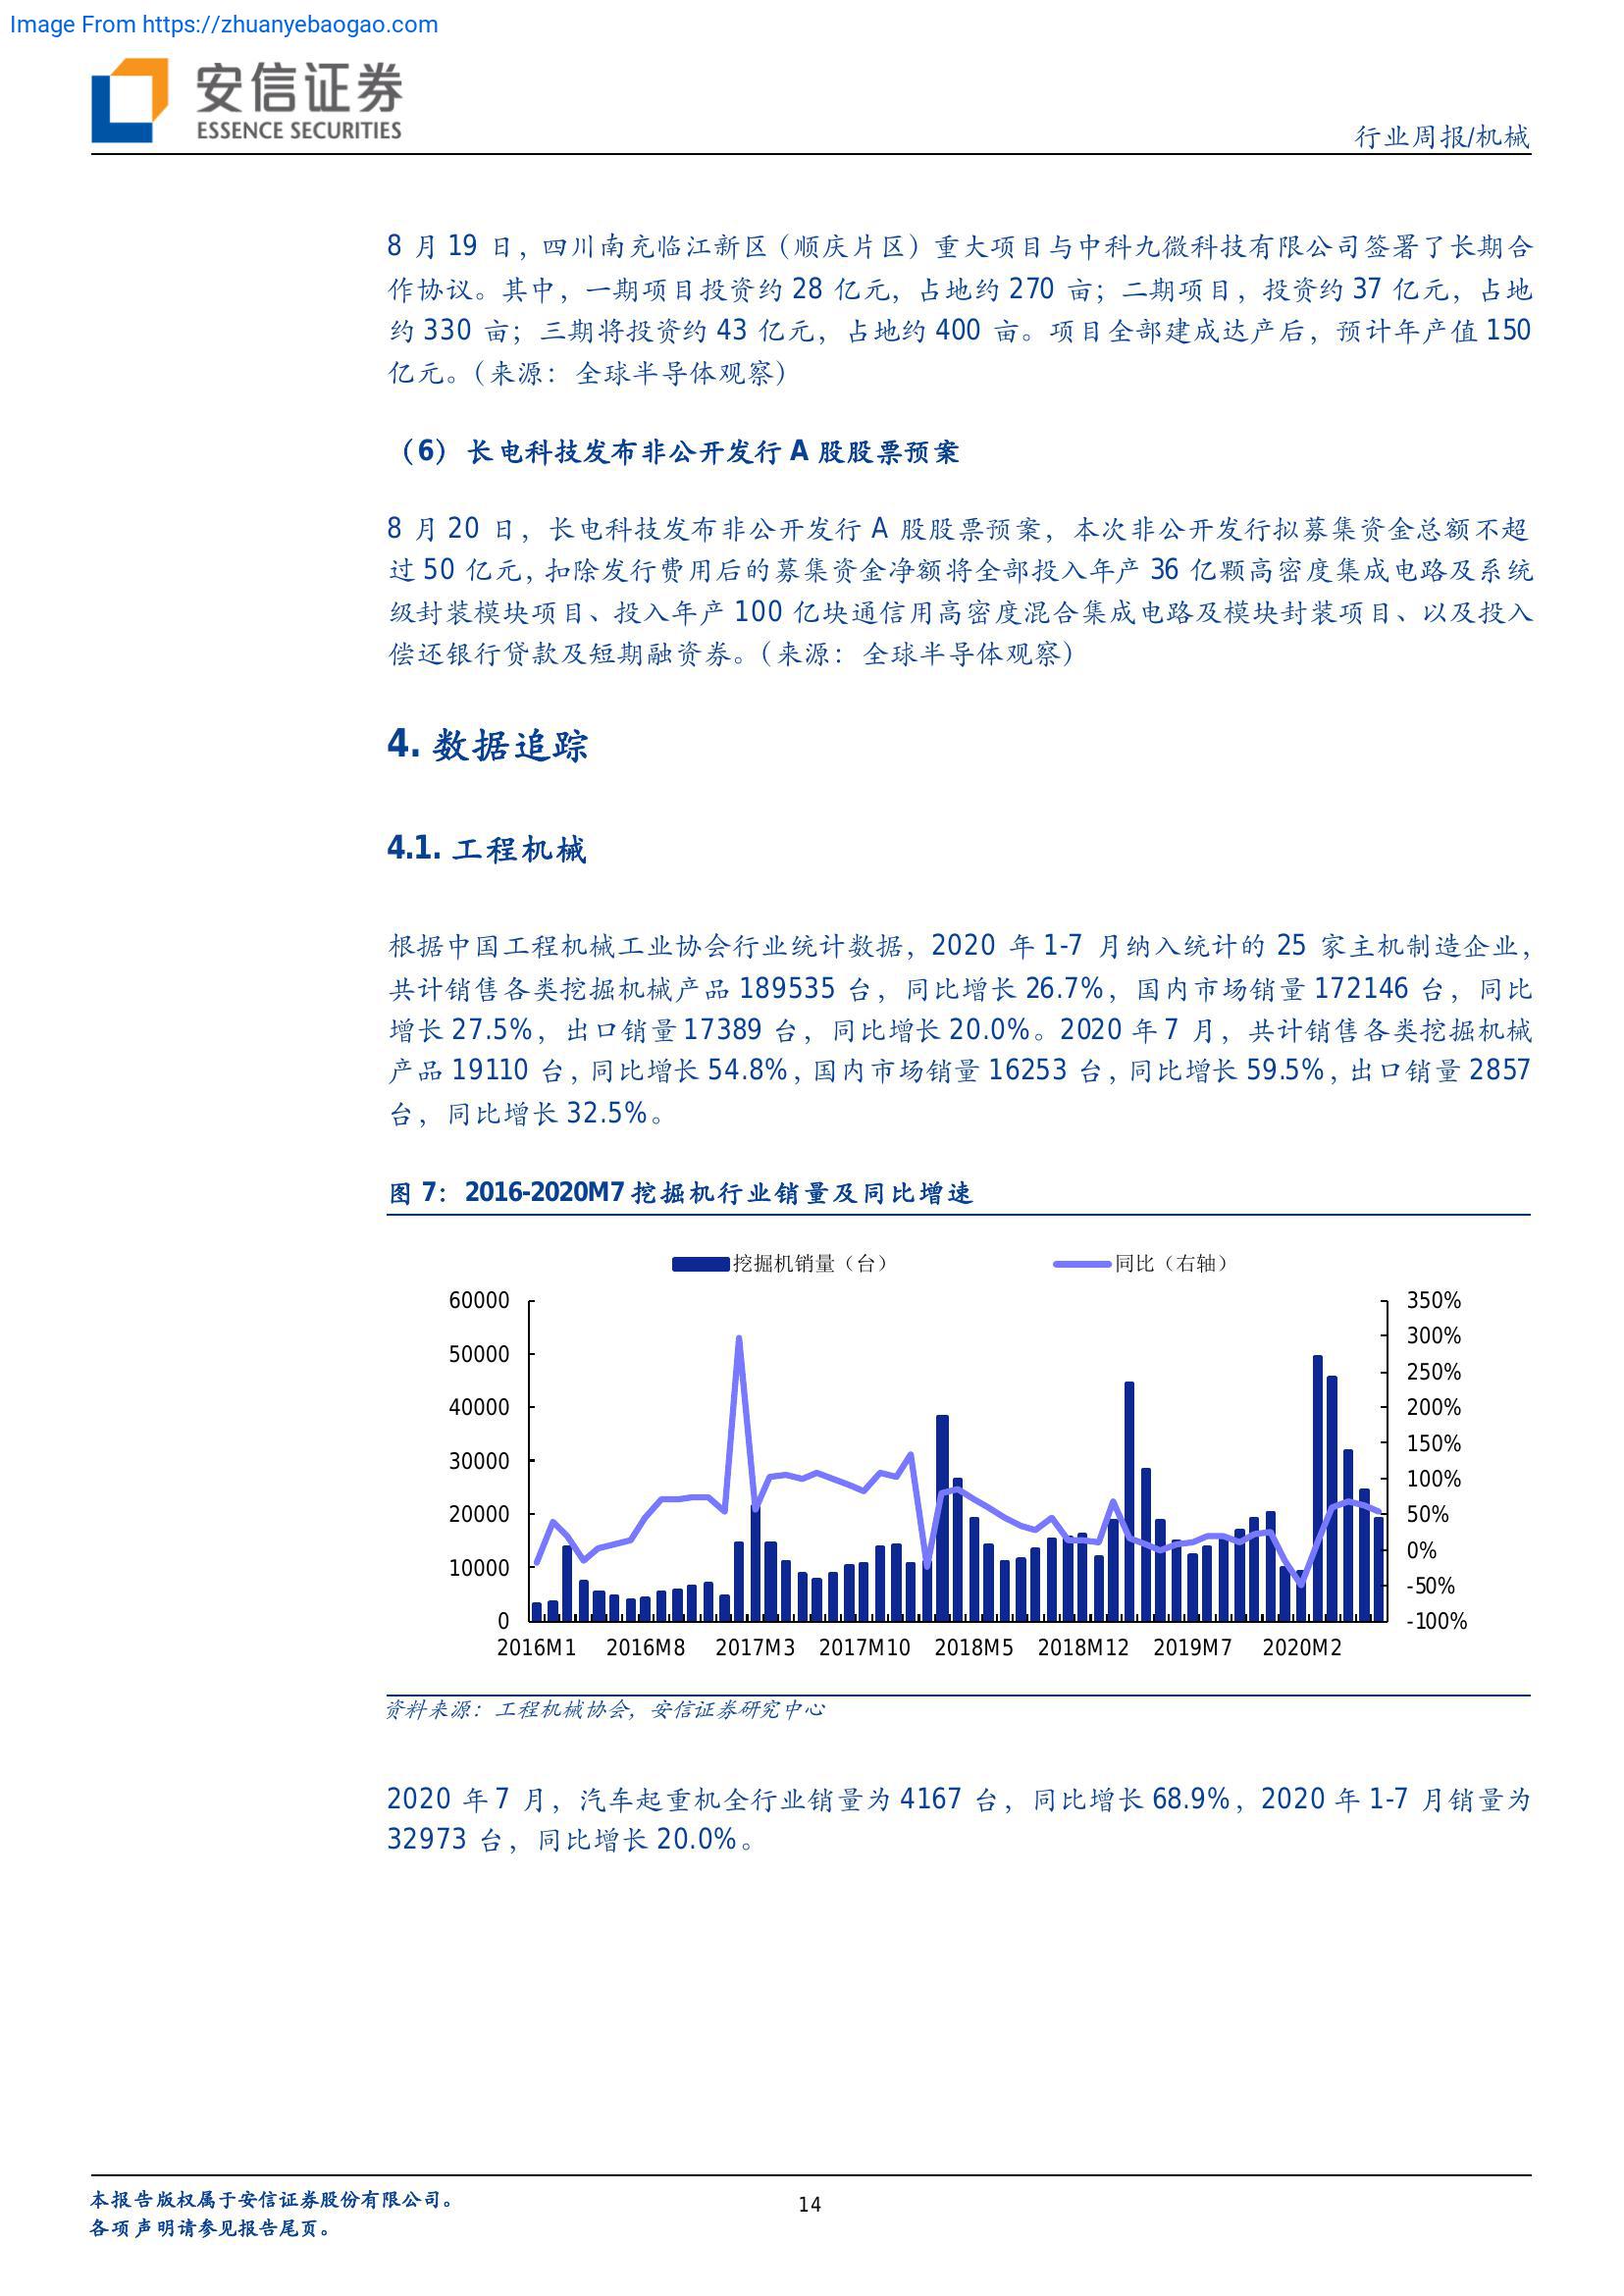 Image From https://zhuanyebaogao.com
安信证券
ESSENCE SECURITIES
行业周报/机械
8 月 19 日，四川南充临江新区（顺庆片区）重大项目与中科九微科技有限公司签署了长期合
作协议。其中，一期项目投资约 28 亿元，占地约 270 亩；二期项目，投资约 37 亿元，占地
约 330 亩；三期将投资约 43 亿元，占地约 400 亩。项目全部建成达产后，预计年产值 150
亿元。（来源：全球半导体观察）
（6）长电科技发布非公开发行 A 股股票预案
8 月 20 日，长电科技发布非公开发行 A 股股票预案，本次非公开发行拟募集资金总额不超
过 50 亿元，扣除发行费用后的募集资金净额将全部投入年产 36 亿颗高密度集成电路及系统
级封装模块项目、投入年产 100 亿块通信用高密度混合集成电路及模块封装项目、以及投入
偿还银行贷款及短期融资券。（来源：全球半导体观察）
4. 数据追踪
4.1. 工程机械
根据中国工程机械工业协会行业统计数据，2020 年 1-7 月纳入统计的 25 家主机制造企业，
共计销售各类挖掘机械产品 189535 台，同比增长 26.7%，国内市场销量 172146 台，同比
增长 27.5%，出口销量 17389 台，同比增长 20.0%。2020 年 7 月，共计销售各类挖掘机械
产品 19110 台，同比增长 54.8%，国内市场销量 16253 台，同比增长 59.5%，出口销量 2857
台，同比增长 32.5%。
图 7：2016-2020M7 挖掘机行业销量及同比增速
挖掘机销量（台） 同比（右轴）
60000 350%
300%
50000 250%
40000 200%
30000 150%
100%
20000 50%
10000 0%
-50%
0 -100%
2016M1 2016M8 2017M3 2017M10 2018M5 2018M12 2019M7 2020M2
资料来源：工程机械协会，安信证券研究中心
2020 年 7 月，汽车起重机全行业销量为 4167 台，同比增长 68.9%，2020 年 1-7 月销量为
32973 台，同比增长 20.0%。
本报告版权属于安信证券股份有限公司。
14
各项声明请参见报告尾页。